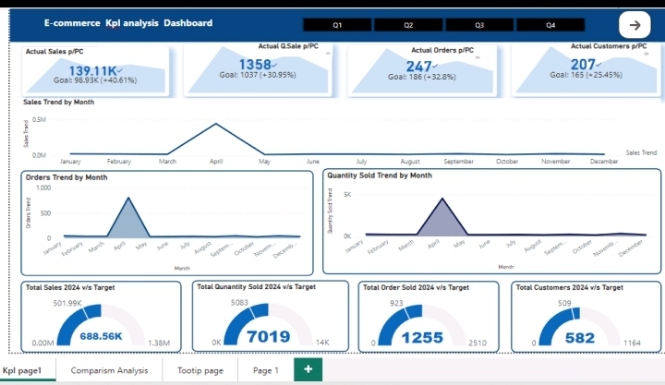 E-commerce Kpl analysis Dashboard
Q1
Q2
Q3
Q4
Actual Sales p/PC
139.11K
Goal: 98.93K (+40.61%)
Actual Q.Sale p/PC
1358
Goal: 1037 (+30.95%)
Actual Orders p/PC
247
Goal: 186 (+32.8%)
Actual Customers p/PC
207
Goal: 165 (+25.45%)
Sales Trend by Month
Sales Trend
0.5M
0.0M
January February March April May June July August September October November December
Sales Trend
Orders Trend by Month
Orders Trend
1,000
500
0
January February March April May June July August Septem... October Novem... Decemb...
Month
Quantity Sold Trend by Month
Quantity Sold Trend
5K
0K
January February March April May June July August Septem... October Novemb... December
Month
Total Sales 2024 v/s Target
501.99K
688.56K
0.00M
1.38M
Total Qunantity Sold 2024 v/s Target
5083
7019
0K
14K
Total Order Sold 2024 v/s Target
923
1255
0
2510
Total Customers 2024 v/s Target
509
582
0
1164
Kpl page1
Comparism Analysis
Tootip page
Page 1
+